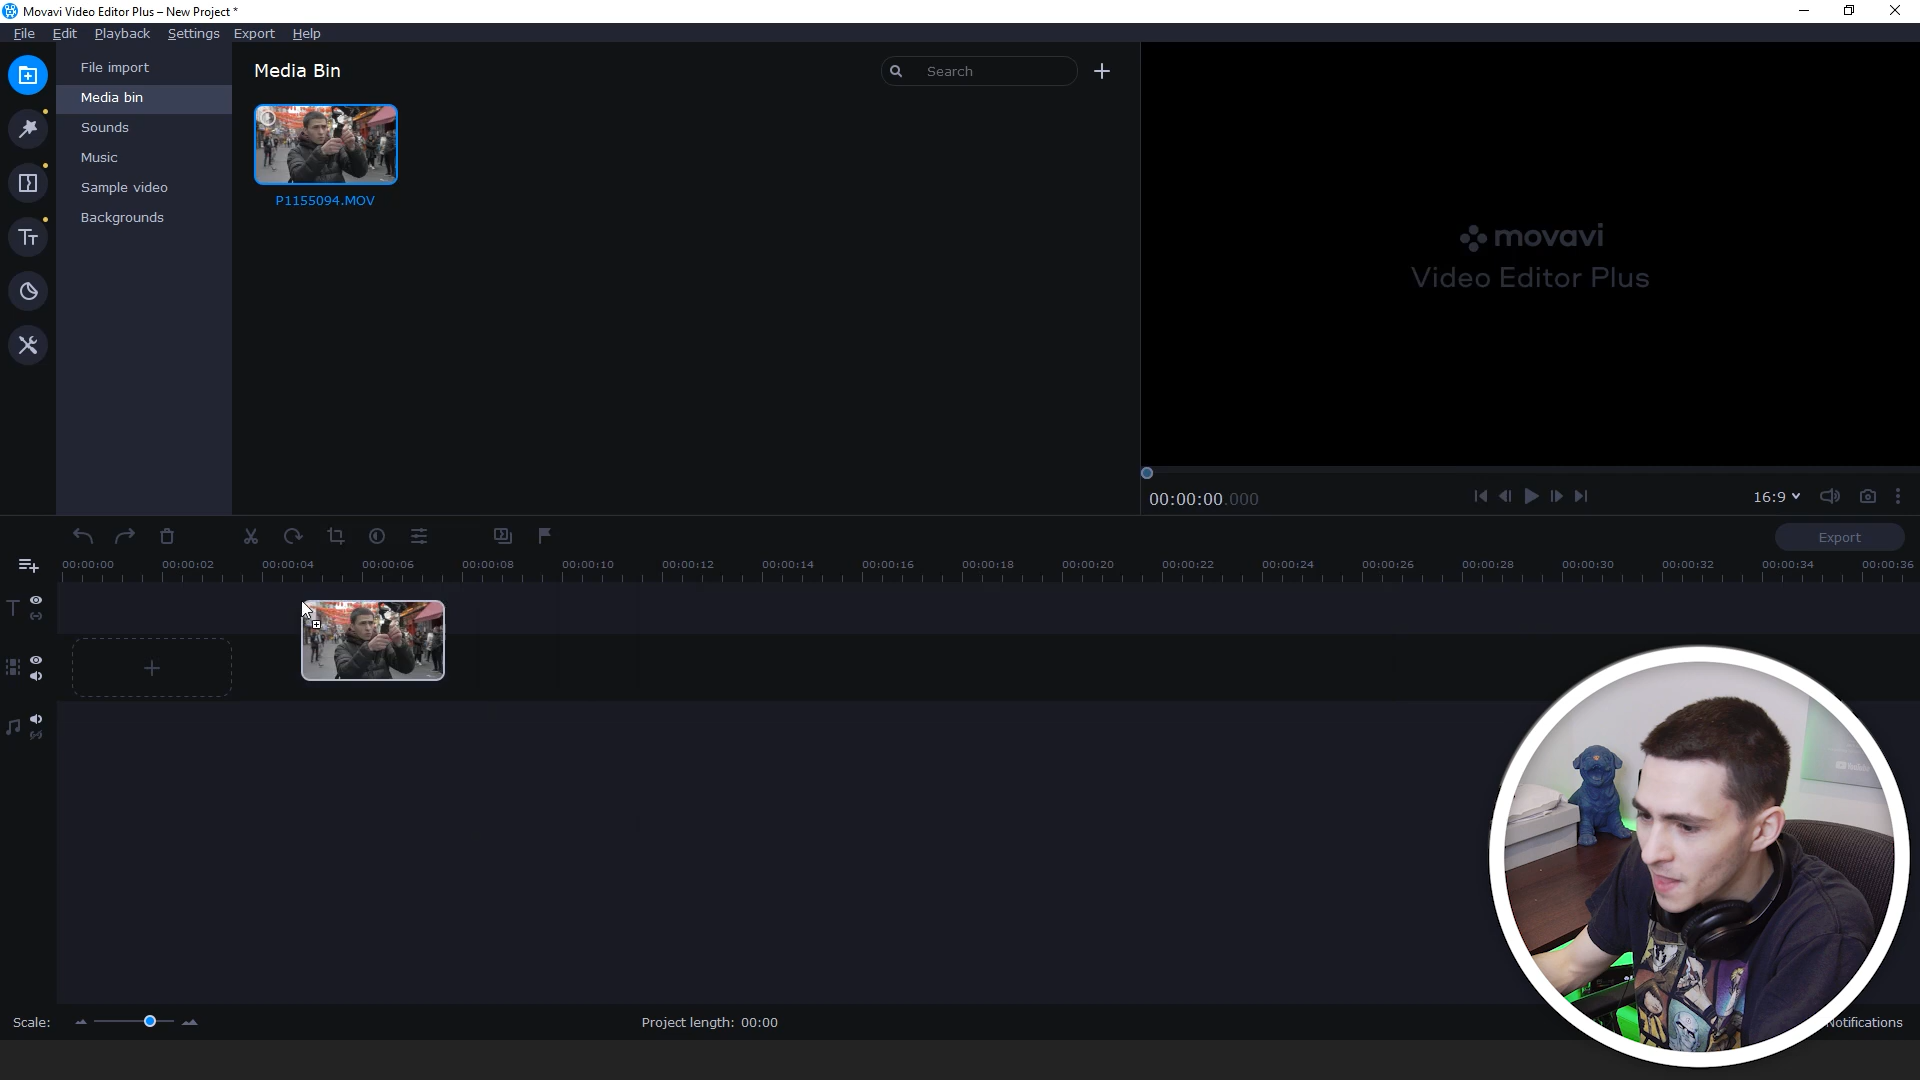 Movavi Video Editor Plus – New Project *
File Edit Playback Settings Export Help
File import
Media bin
Sounds
Music
Sample video
Backgrounds
Media Bin
Search
P1155094.MOV
movavi
Video Editor Plus
00:00:00.000
16:9
Export
00:00:00 00:00:02 00:00:04 00:00:06 00:00:08 00:00:10 00:00:12 00:00:14 00:00:16 00:00:18 00:00:20 00:00:22 00:00:24 00:00:26 00:00:28 00:00:30 00:00:32 00:00:34 00:00:36
Scale:
Project length: 00:00
Notifications